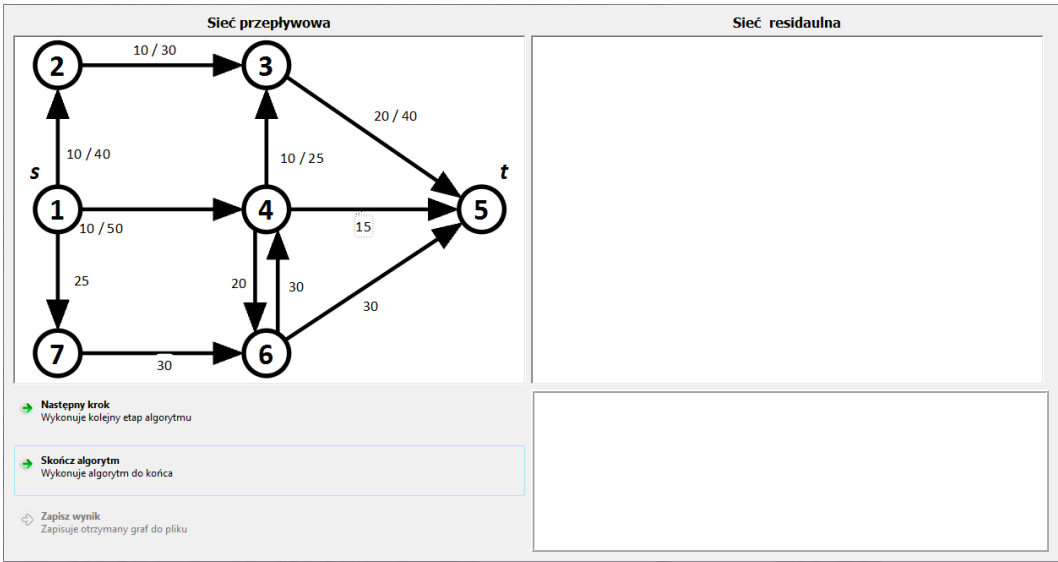 Sieć przepływowa
Sieć residaulna
10 / 30
2
3
20 / 40
10 / 40
10 / 25
s
t
1
4
5
10 / 50
15
25
20
30
30
7
6
30
Następny krok
Wykonuje kolejny etap algorytmu
Skończ algorytm
Wykonuje algorytm do końca
Zapisz wynik
Zapisuje otrzymany graf do pliku